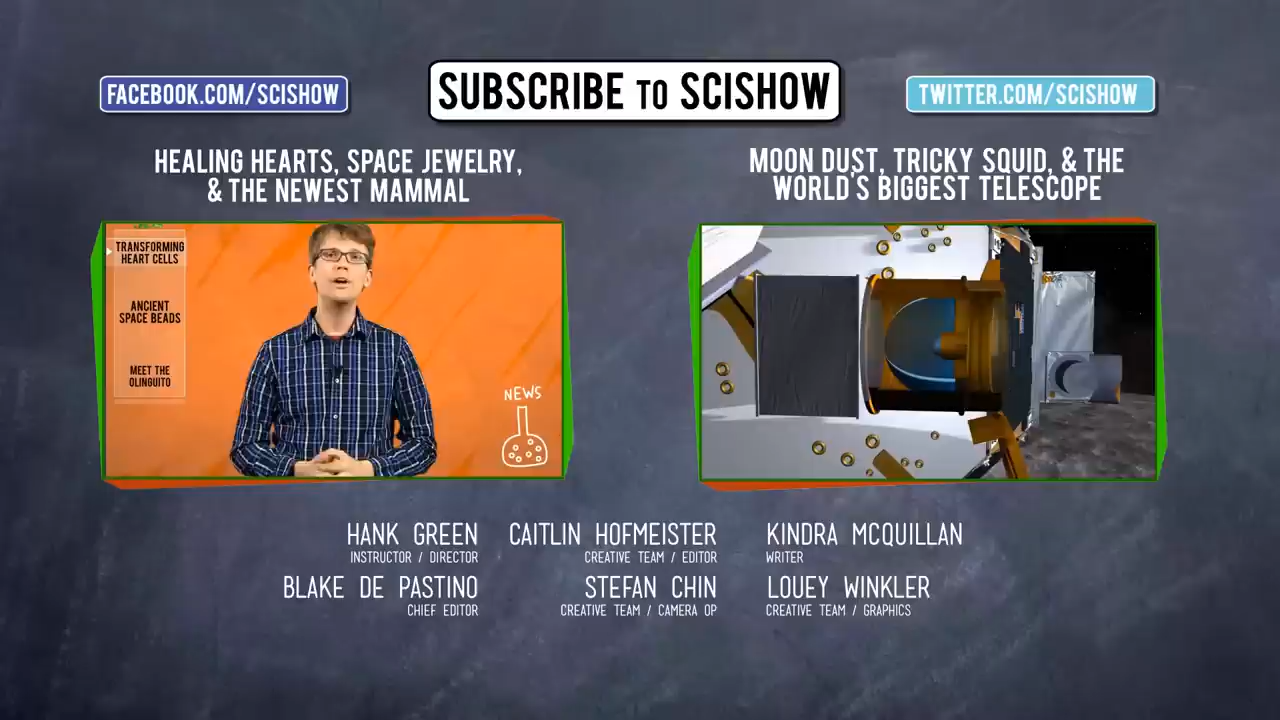 FACEBOOK.COM/SCISHOW
SUBSCRIBE TO SCISHOW
TWITTER.COM/SCISHOW
HEALING HEARTS, SPACE JEWELRY,
& THE NEWEST MAMMAL
MOON DUST, TRICKY SQUID, & THE
WORLD'S BIGGEST TELESCOPE
TRANSFORMING
HEART CELLS
ANCIENT
SPACE BEADS
MEET THE
OLINGUITO
NEWS
HANK GREEN
INSTRUCTOR / DIRECTOR
CAITLIN HOFMEISTER
CREATIVE TEAM / EDITOR
KINDRA MCQUILLAN
WRITER
BLAKE DE PASTINO
CHIEF EDITOR
STEFAN CHIN
CREATIVE TEAM / CAMERA OP
LOUEY WINKLER
CREATIVE TEAM / GRAPHICS